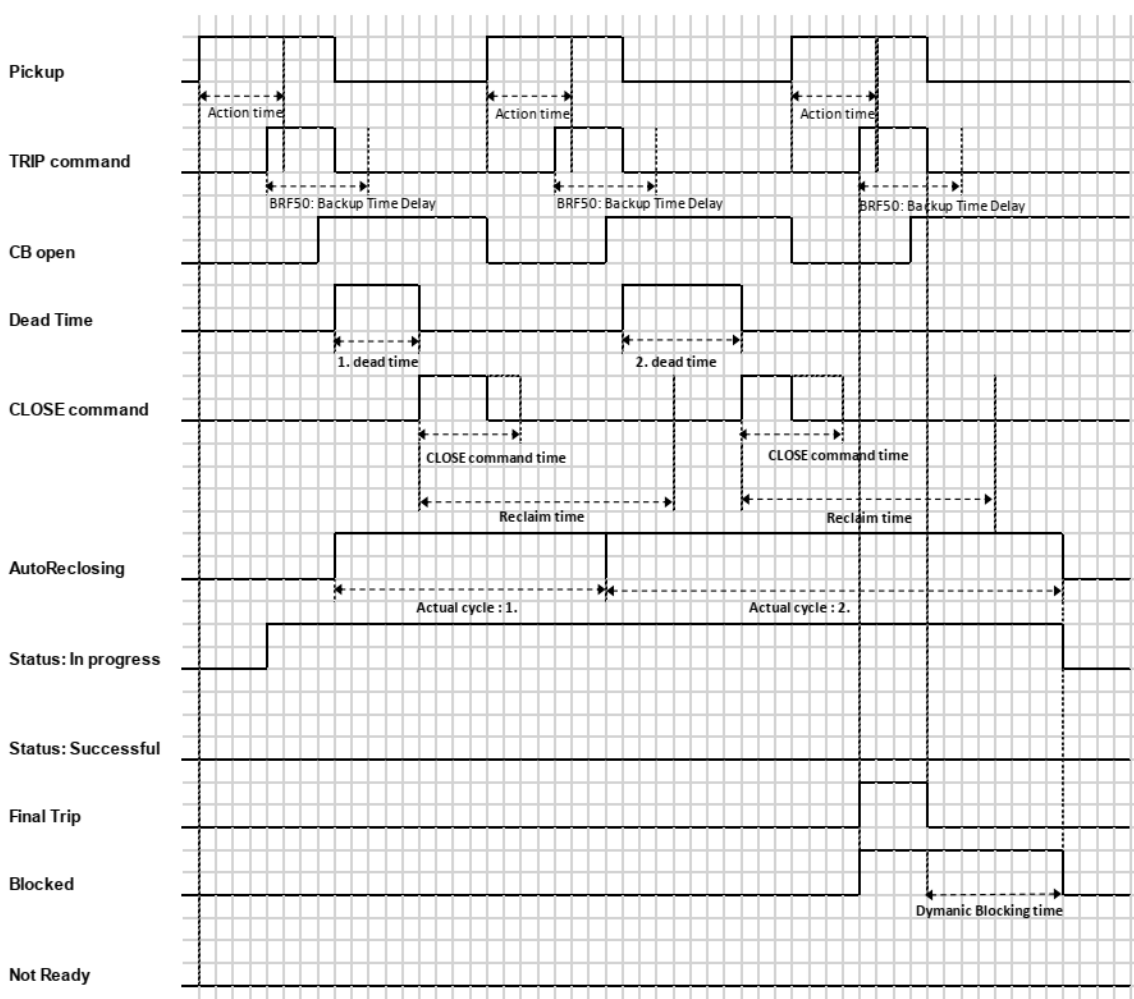 Pickup
Action time
Action time
Action time
TRIP command
BRF50: Backup Time Delay
BRF50: Backup Time Delay
BRF50: Backup Time Delay
CB open
Dead Time
1. dead time
2. dead time
CLOSE command
CLOSE command time
CLOSE command time
Reclaim time
Reclaim time
AutoReclosing
Actual cycle : 1.
Actual cycle : 2.
Status: In progress
Status: Successful
Final Trip
Blocked
Dymanic Blocking time
Not Ready